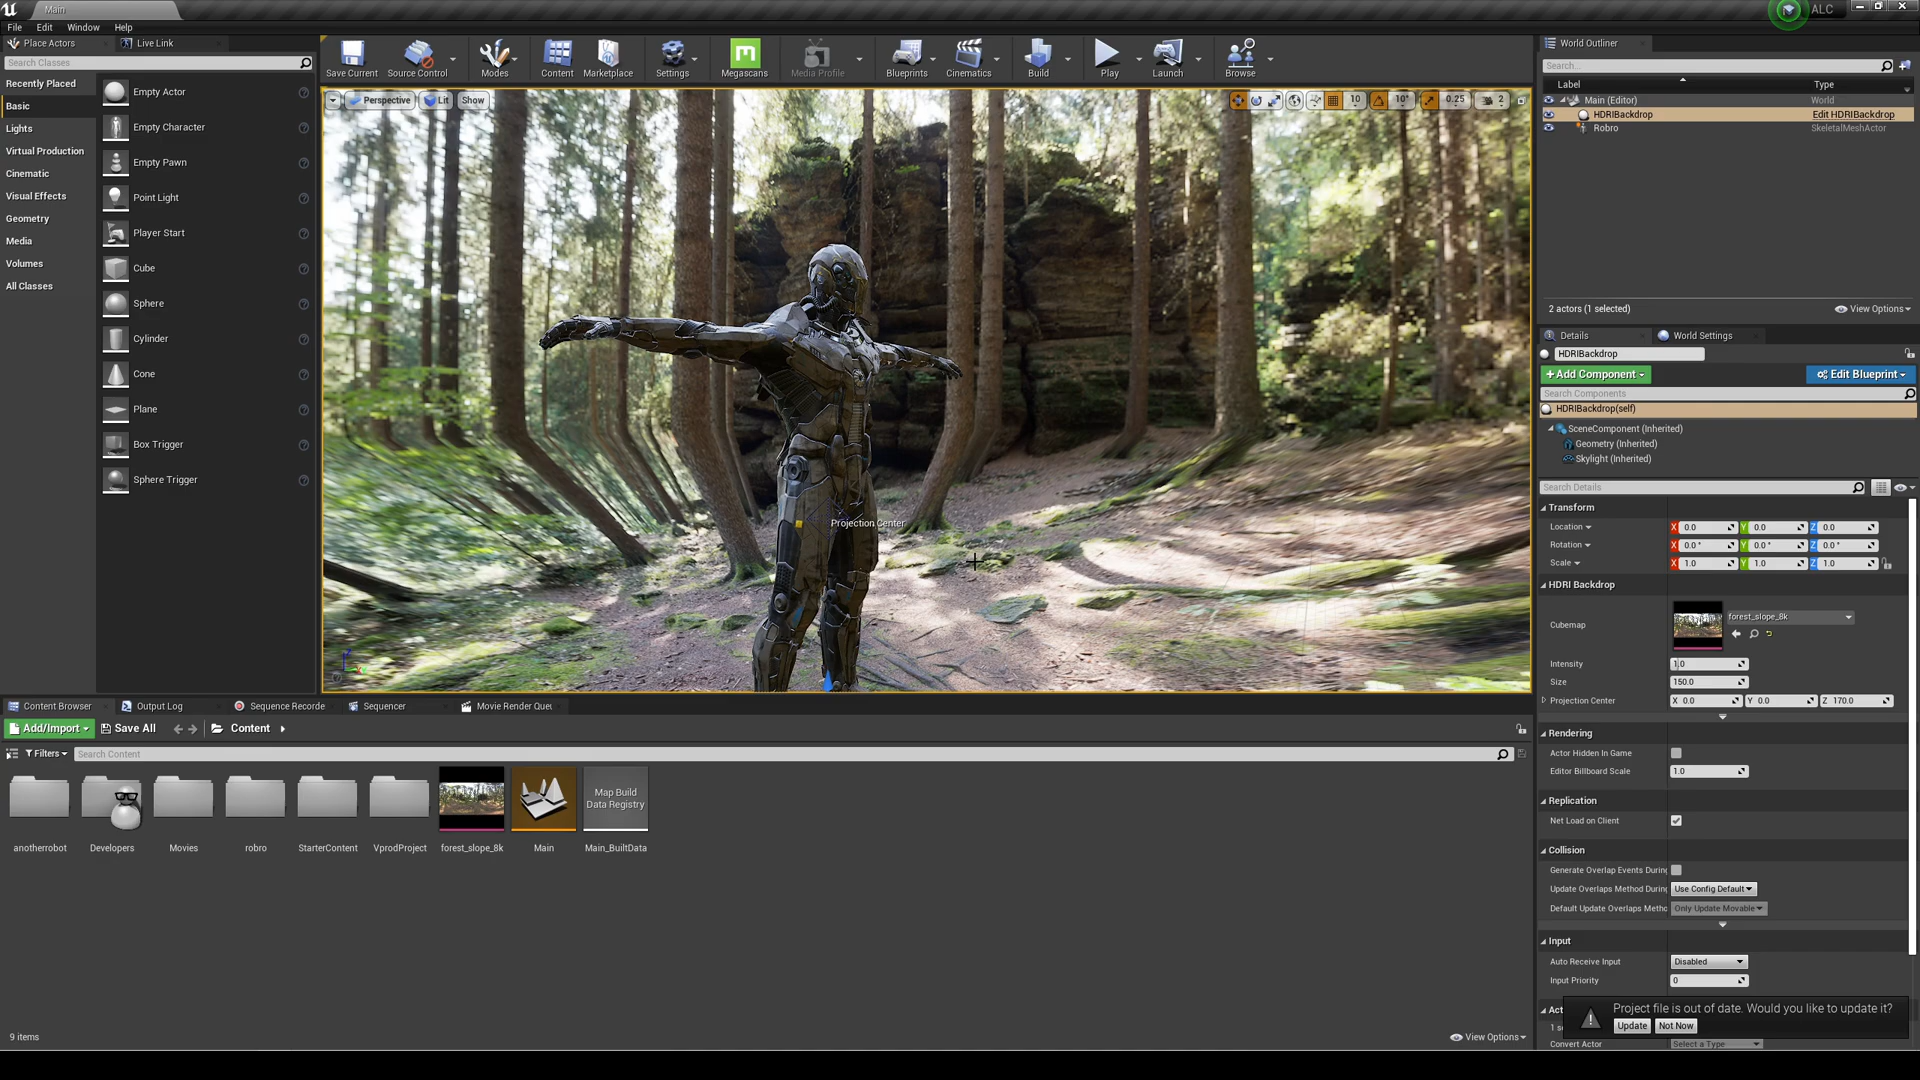 Main
ALC
File Edit Window Help
Place Actors
Live Link
Search Classes
Recently Placed
Basic
Lights
Virtual Production
Cinematic
Visual Effects
Geometry
Media
Volumes
All Classes
Empty Actor
Empty Character
Empty Pawn
Point Light
Player Start
Cube
Sphere
Cylinder
Cone
Plane
Box Trigger
Sphere Trigger
Save Current
Source Control
Modes
Content
Marketplace
Settings
Megascans
Media Profile
Blueprints
Cinematics
Build
Play
Launch
Browse
Perspective Lit Show
10 10° 0.25 2
Projection Center
World Outliner
Search...
Label Type
Main (Editor) World
HDRIBackdrop Edit HDRIBackdrop
Robro SkeletalMeshActor
2 actors (1 selected) View Options
Details World Settings
HDRIBackdrop
+Add Component Edit Blueprint
Search Components
HDRIBackdrop(self)
SceneComponent (Inherited)
Geometry (Inherited)
Skylight (Inherited)
Search Details
Transform
Location X 0.0 Y 0.0 Z 0.0
Rotation X 0.0° Y 0.0° Z 0.0°
Scale X 1.0 Y 1.0 Z 1.0
HDRI Backdrop
Cubemap forest_slope_8k
Intensity 1.0
Size 150.0
Projection Center X 0.0 Y 0.0 Z 170.0
Rendering
Actor Hidden In Game
Editor Billboard Scale 1.0
Replication
Net Load on Client
Collision
Generate Overlap Events During
Update Overlaps Method During Use Config Default
Default Update Overlaps Metho Only Update Movable
Input
Auto Receive Input Disabled
Input Priority 0
Project file is out of date. Would you like to update it?
Update Not Now
Convert Actor Select a Type
Content Browser Output Log Sequence Recorde Sequencer Movie Render Que
Add/Import Save All Content
Filters Search Content
Map Build
Data Registry
anotherrobot Developers Movies robro StarterContent VprodProject forest_slope_8k Main Main_BuiltData
9 items View Options